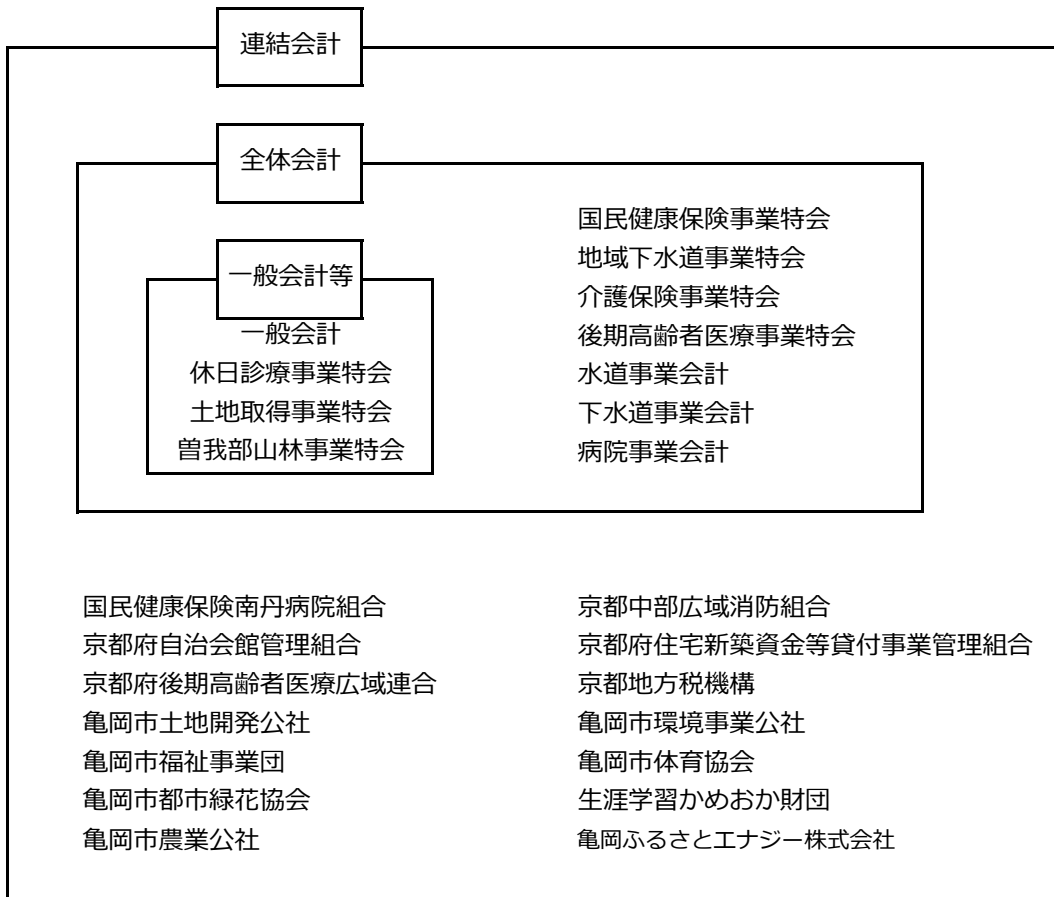 連結会計
全体会計
一般会計等
一般会計
休日診療事業特会
土地取得事業特会
曽我部山林事業特会
国民健康保険事業特会
地域下水道事業特会
介護保険事業特会
後期高齢者医療事業特会
水道事業会計
下水道事業会計
病院事業会計
国民健康保険南丹病院組合
京都府自治会館管理組合
京都府後期高齢者医療広域連合
亀岡市土地開発公社
亀岡市福祉事業団
亀岡市都市緑花協会
亀岡市農業公社
京都中部広域消防組合
京都府住宅新築資金等貸付事業管理組合
京都地方税機構
亀岡市環境事業公社
亀岡市体育協会
生涯学習かめおか財団
亀岡ふるさとエナジー株式会社